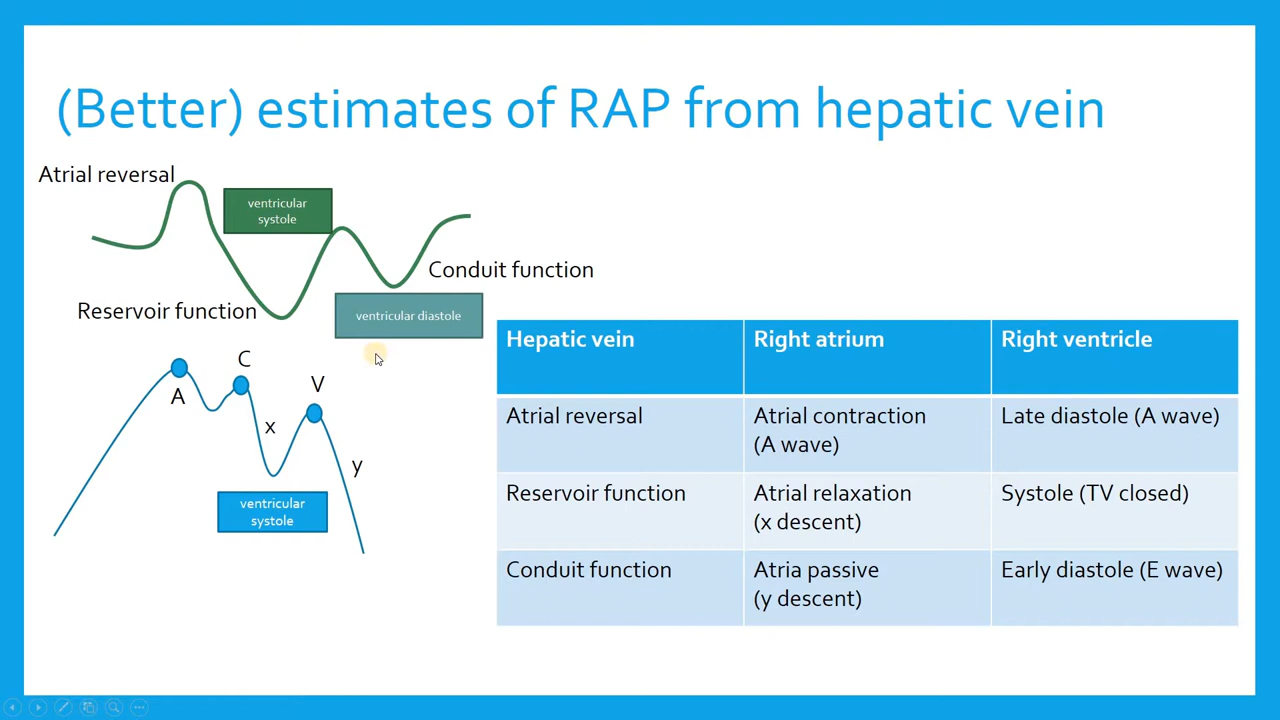 (Better) estimates of RAP from hepatic vein
Atrial reversal
ventricular
systole
Conduit function
Reservoir function
ventricular diastole
C
A
V
x
y
ventricular
systole
Hepatic vein
Right atrium
Right ventricle
Atrial reversal
Atrial contraction
(A wave)
Late diastole (A wave)
Reservoir function
Atrial relaxation
(x descent)
Systole (TV closed)
Conduit function
Atria passive
(y descent)
Early diastole (E wave)